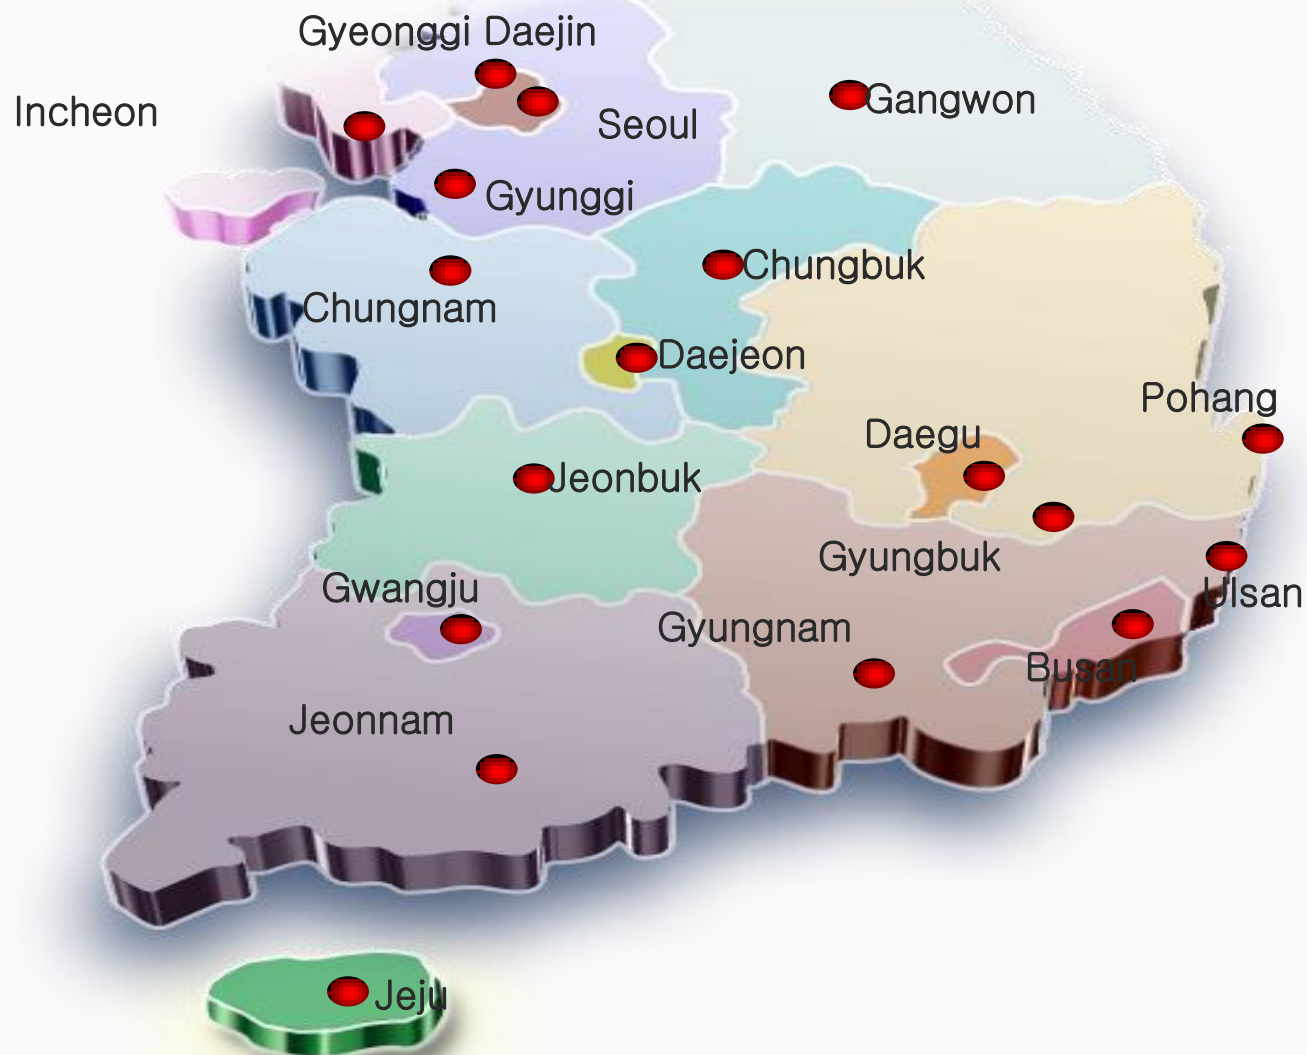 Gyeonggi Daejin
Incheon
Seoul
Gangwon
Gyunggi
Chungbuk
Chungnam
Daejeon
Pohang
Daegu
Jeonbuk
Gyungbuk
Gwangju
Ulsan
Gyungnam
Busan
Jeonnam
Jeju